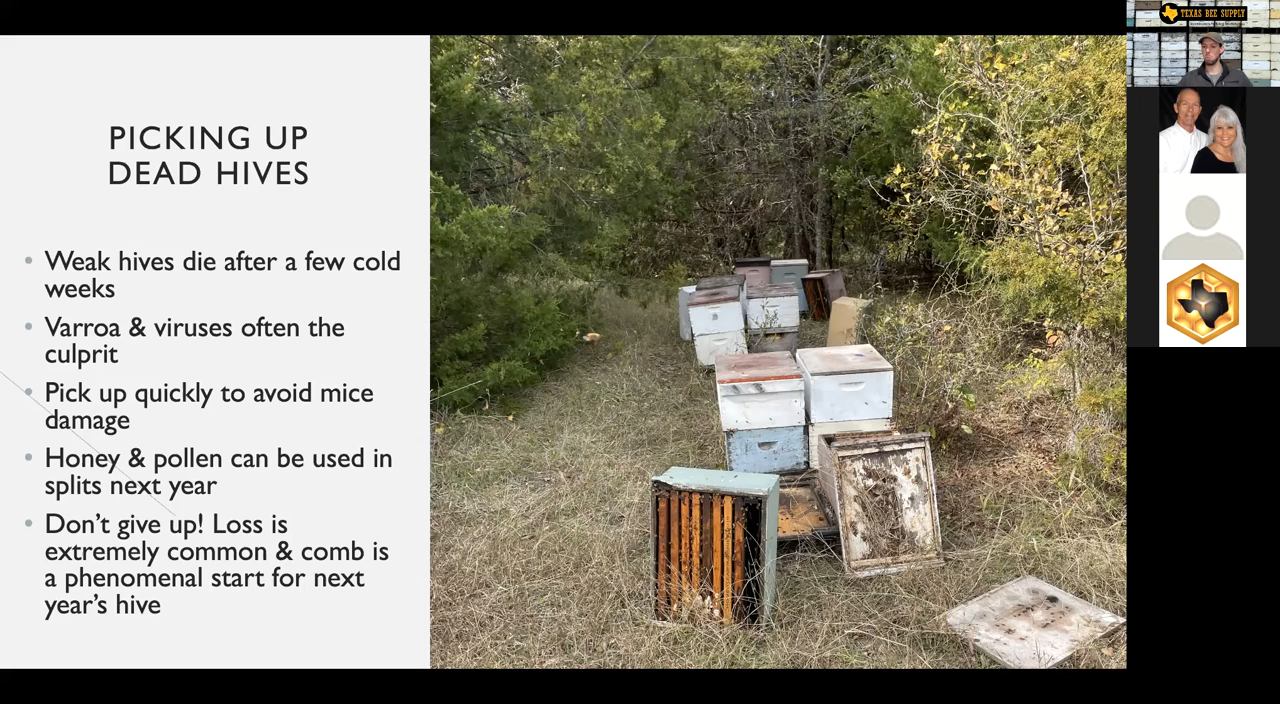 TEXAS BEE SUPPLY
PICKING UP
DEAD HIVES
Weak hives die after a few cold
weeks
Varroa & viruses often the
culprit
Pick up quickly to avoid mice
damage
Honey & pollen can be used in
splits next year
Don't give up! Loss is
extremely common & comb is
a phenomenal start for next
year's hive